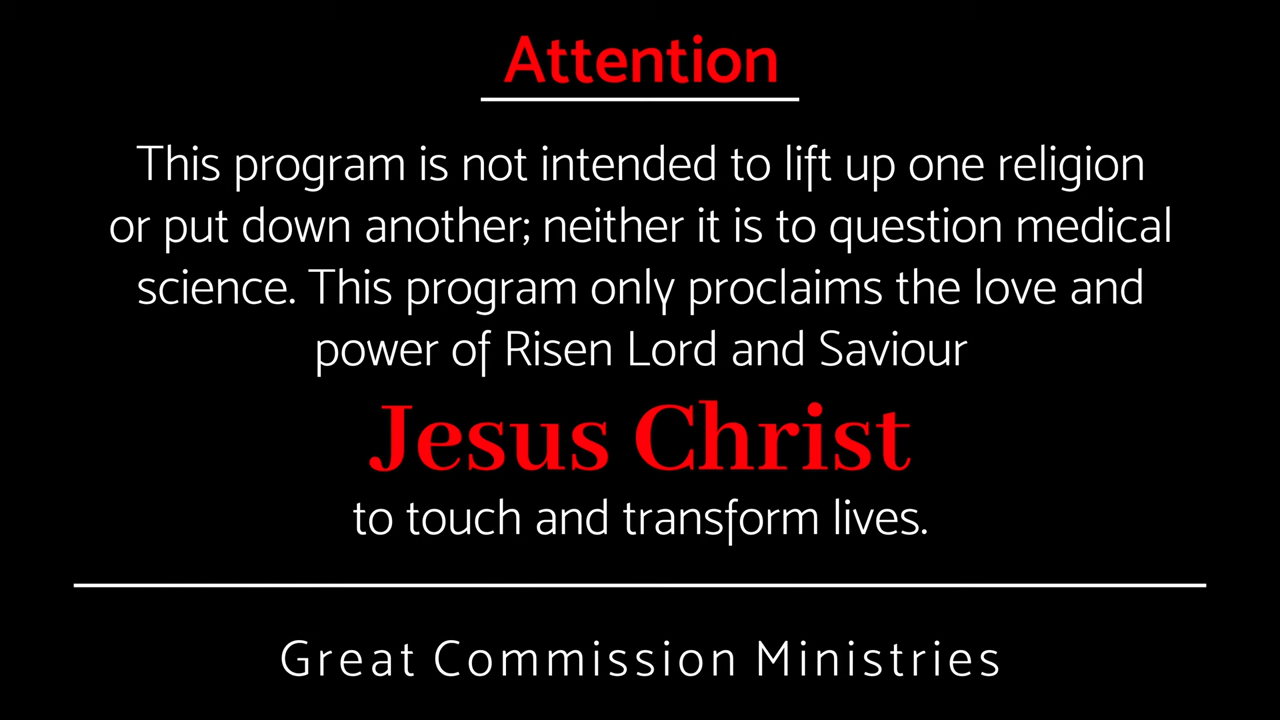 Attention
This program is not intended to lift up one religion
or put down another; neither it is to question medical
science. This program only proclaims the love and
power of Risen Lord and Saviour
Jesus Christ
to touch and transform lives.
Great Commission Ministries